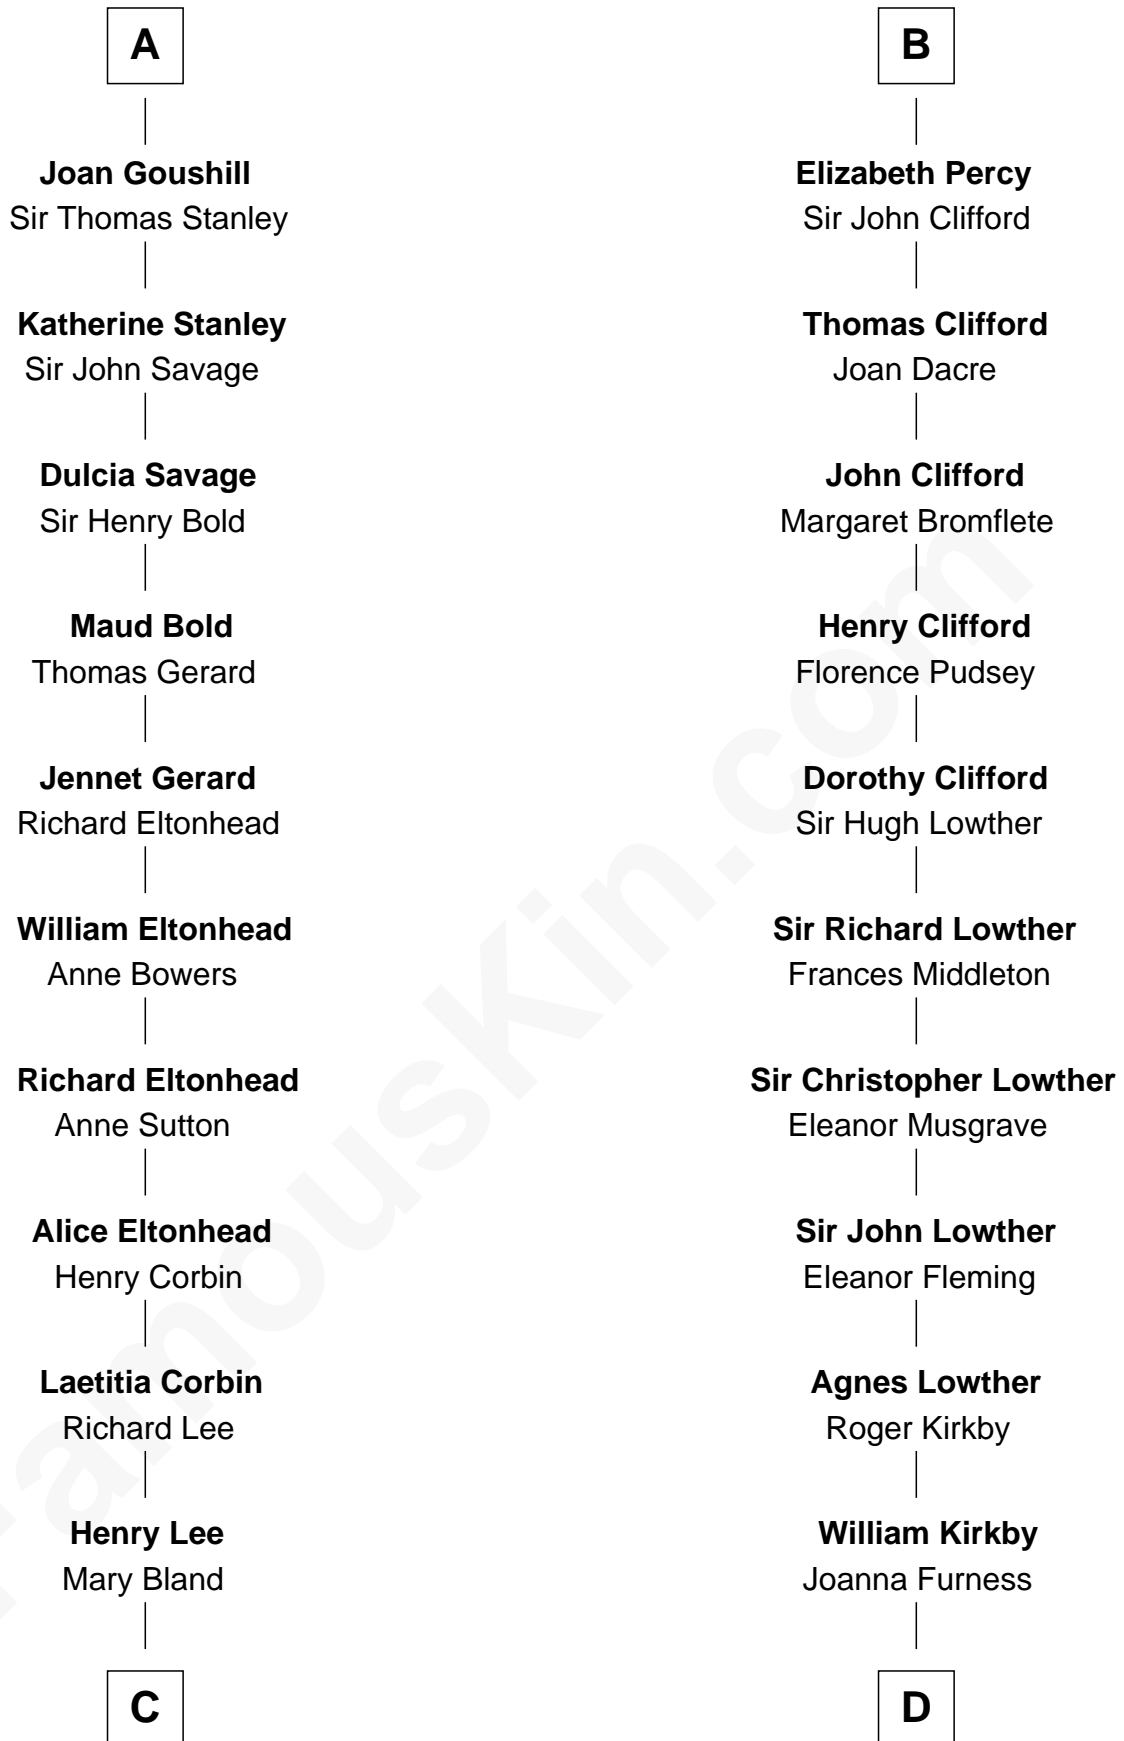 A
Joan Goushill
Sir Thomas Stanley
Katherine Stanley
Sir John Savage
Dulcia Savage
Sir Henry Bold
Maud Bold
Thomas Gerard
Jennet Gerard
Richard Eltonhead
William Eltonhead
Anne Bowers
Richard Eltonhead
Anne Sutton
Alice Eltonhead
Henry Corbin
Laetitia Corbin
Richard Lee
Henry Lee
Mary Bland
C
B
Elizabeth Percy
Sir John Clifford
Thomas Clifford
Joan Dacre
John Clifford
Margaret Bromflete
Henry Clifford
Florence Pudsey
Dorothy Clifford
Sir Hugh Lowther
Sir Richard Lowther
Frances Middleton
Sir Christopher Lowther
Eleanor Musgrave
Sir John Lowther
Eleanor Fleming
Agnes Lowther
Roger Kirkby
William Kirkby
Joanna Furness
D
FamousKin.com